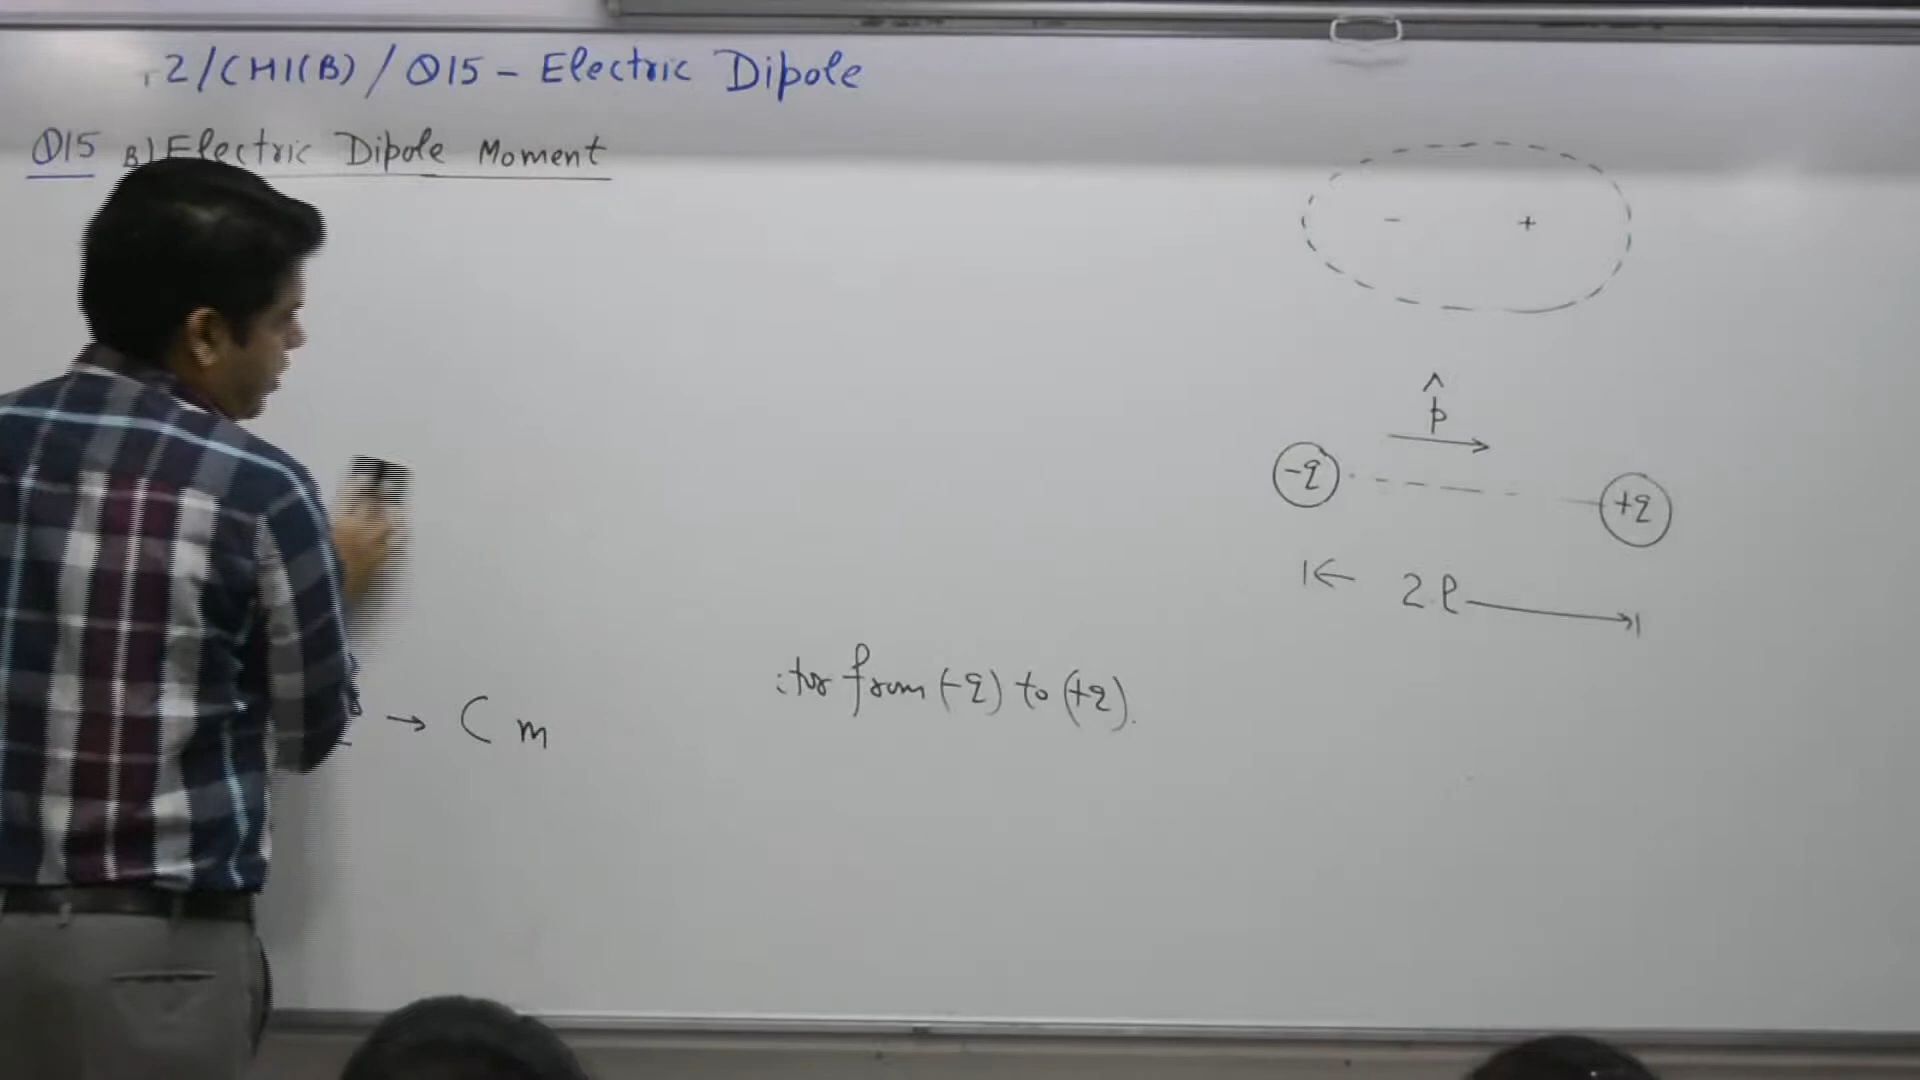 2/CH1(B)/Q15 - Electric Dipole
Q15 B) Electric Dipole Moment
- +
p̂
-q +q
2l
from (-q) to (+q).
→ C m